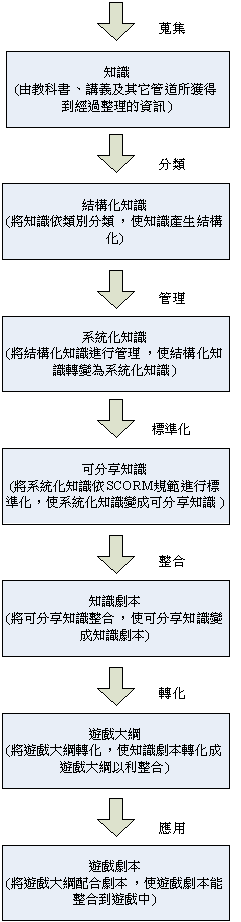 蒐集
知識
(由教科書、講義及其它管道所獲得
到經過整理的資訊)
分類
結構化知識
(將知識依類別分類，使知識產生結構
化)
管理
系統化知識
(將結構化知識進行管理，使結構化知
識轉變為系統化知識)
標準化
可分享知識
(將系統化知識依SCORM規範進行標
準化，使系統化知識變成可分享知識)
整合
知識劇本
(將可分享知識整合，使可分享知識變
成知識劇本)
轉化
遊戲大綱
(將遊戲大綱轉化，使知識劇本轉化成
遊戲大綱以利整合)
應用
遊戲劇本
(將遊戲大綱配合劇本，使遊戲劇本能
整合到遊戲中)